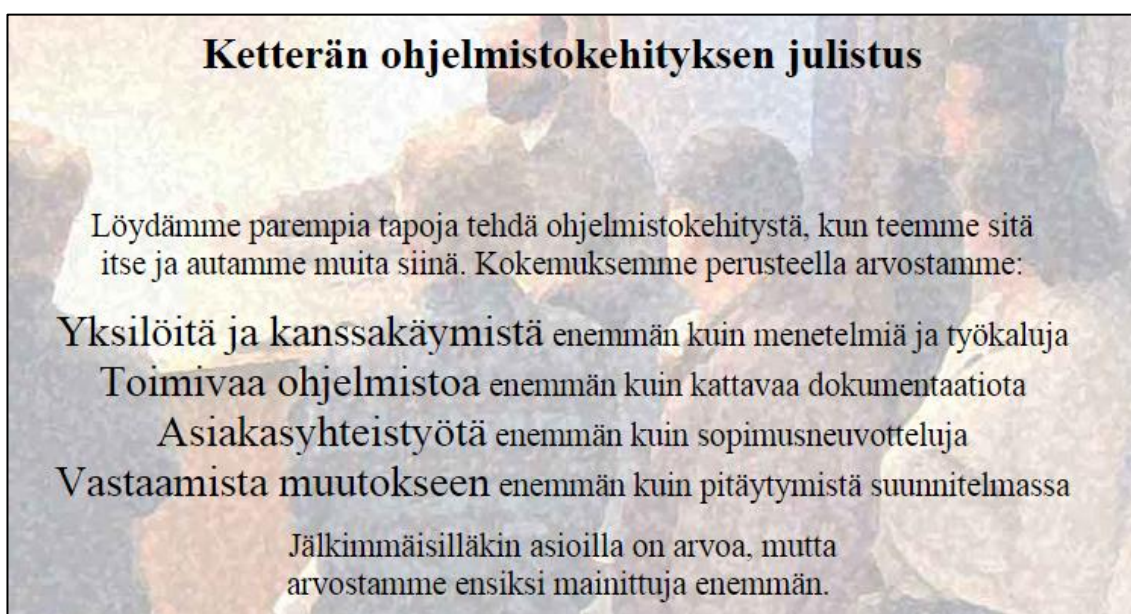 Ketterän ohjelmistokehityksen julistus
Löydämme parempia tapoja tehdä ohjelmistokehitystä, kun teemme sitä
itse ja autamme muita siinä. Kokemuksemme perusteella arvostamme:
Yksilöitä ja kanssakäymistä enemmän kuin menetelmiä ja työkaluja
Toimivaa ohjelmistoa enemmän kuin kattavaa dokumentaatiota
Asiakasyhteistyötä enemmän kuin sopimusneuvotteluja
Vastaamista muutokseen enemmän kuin pitäytymistä suunnitelmassa
Jälkimmäisilläkin asioilla on arvoa, mutta
arvostamme ensiksi mainittuja enemmän.